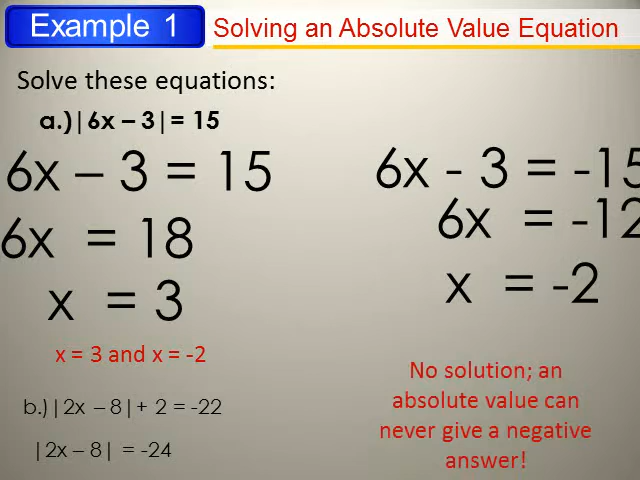 Example 1
Solving an Absolute Value Equation
Solve these equations:
a.)|6x – 3|= 15
6x – 3 = 15
6x = 18
x = 3
6x - 3 = -15
6x = -12
x = -2
x = 3 and x = -2
b.)|2x – 8|+ 2 = -22
|2x – 8| = -24
No solution; an
absolute value can
never give a negative
answer!